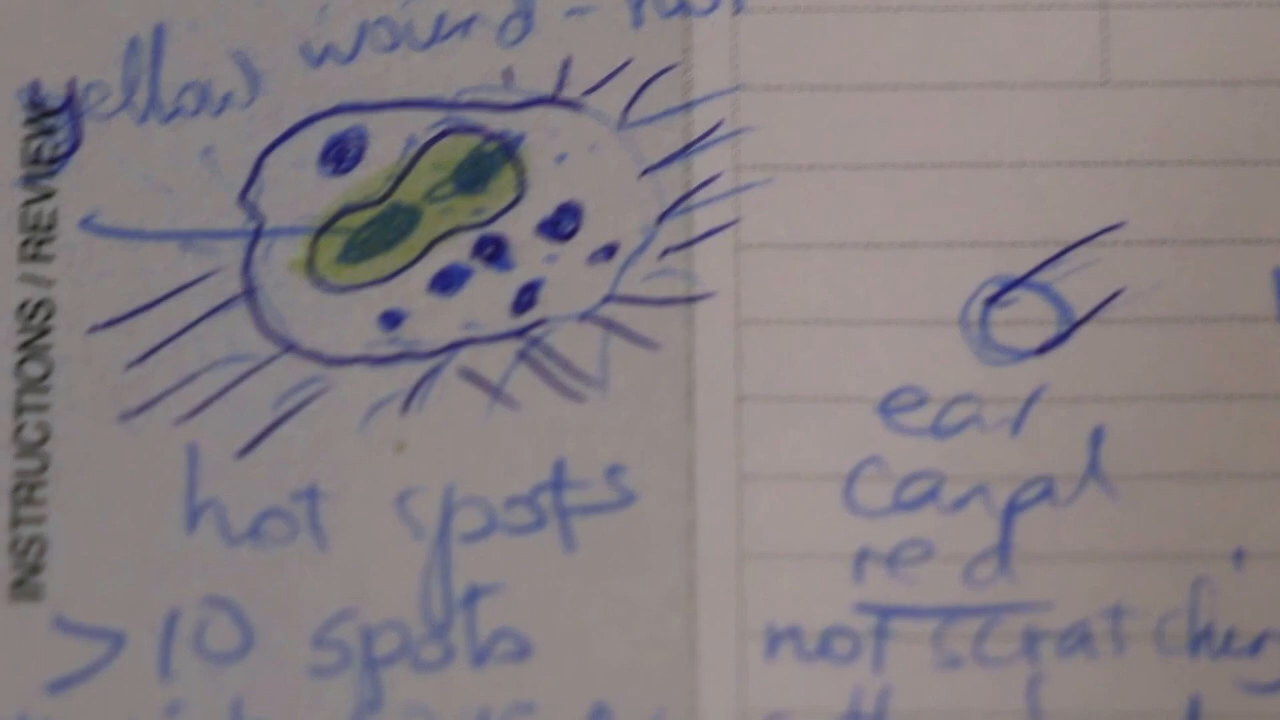 wound -
yellow
INSTRUCTIONS / REVIEW
hot spots
>10 spots
ear
canal
red
not scratching